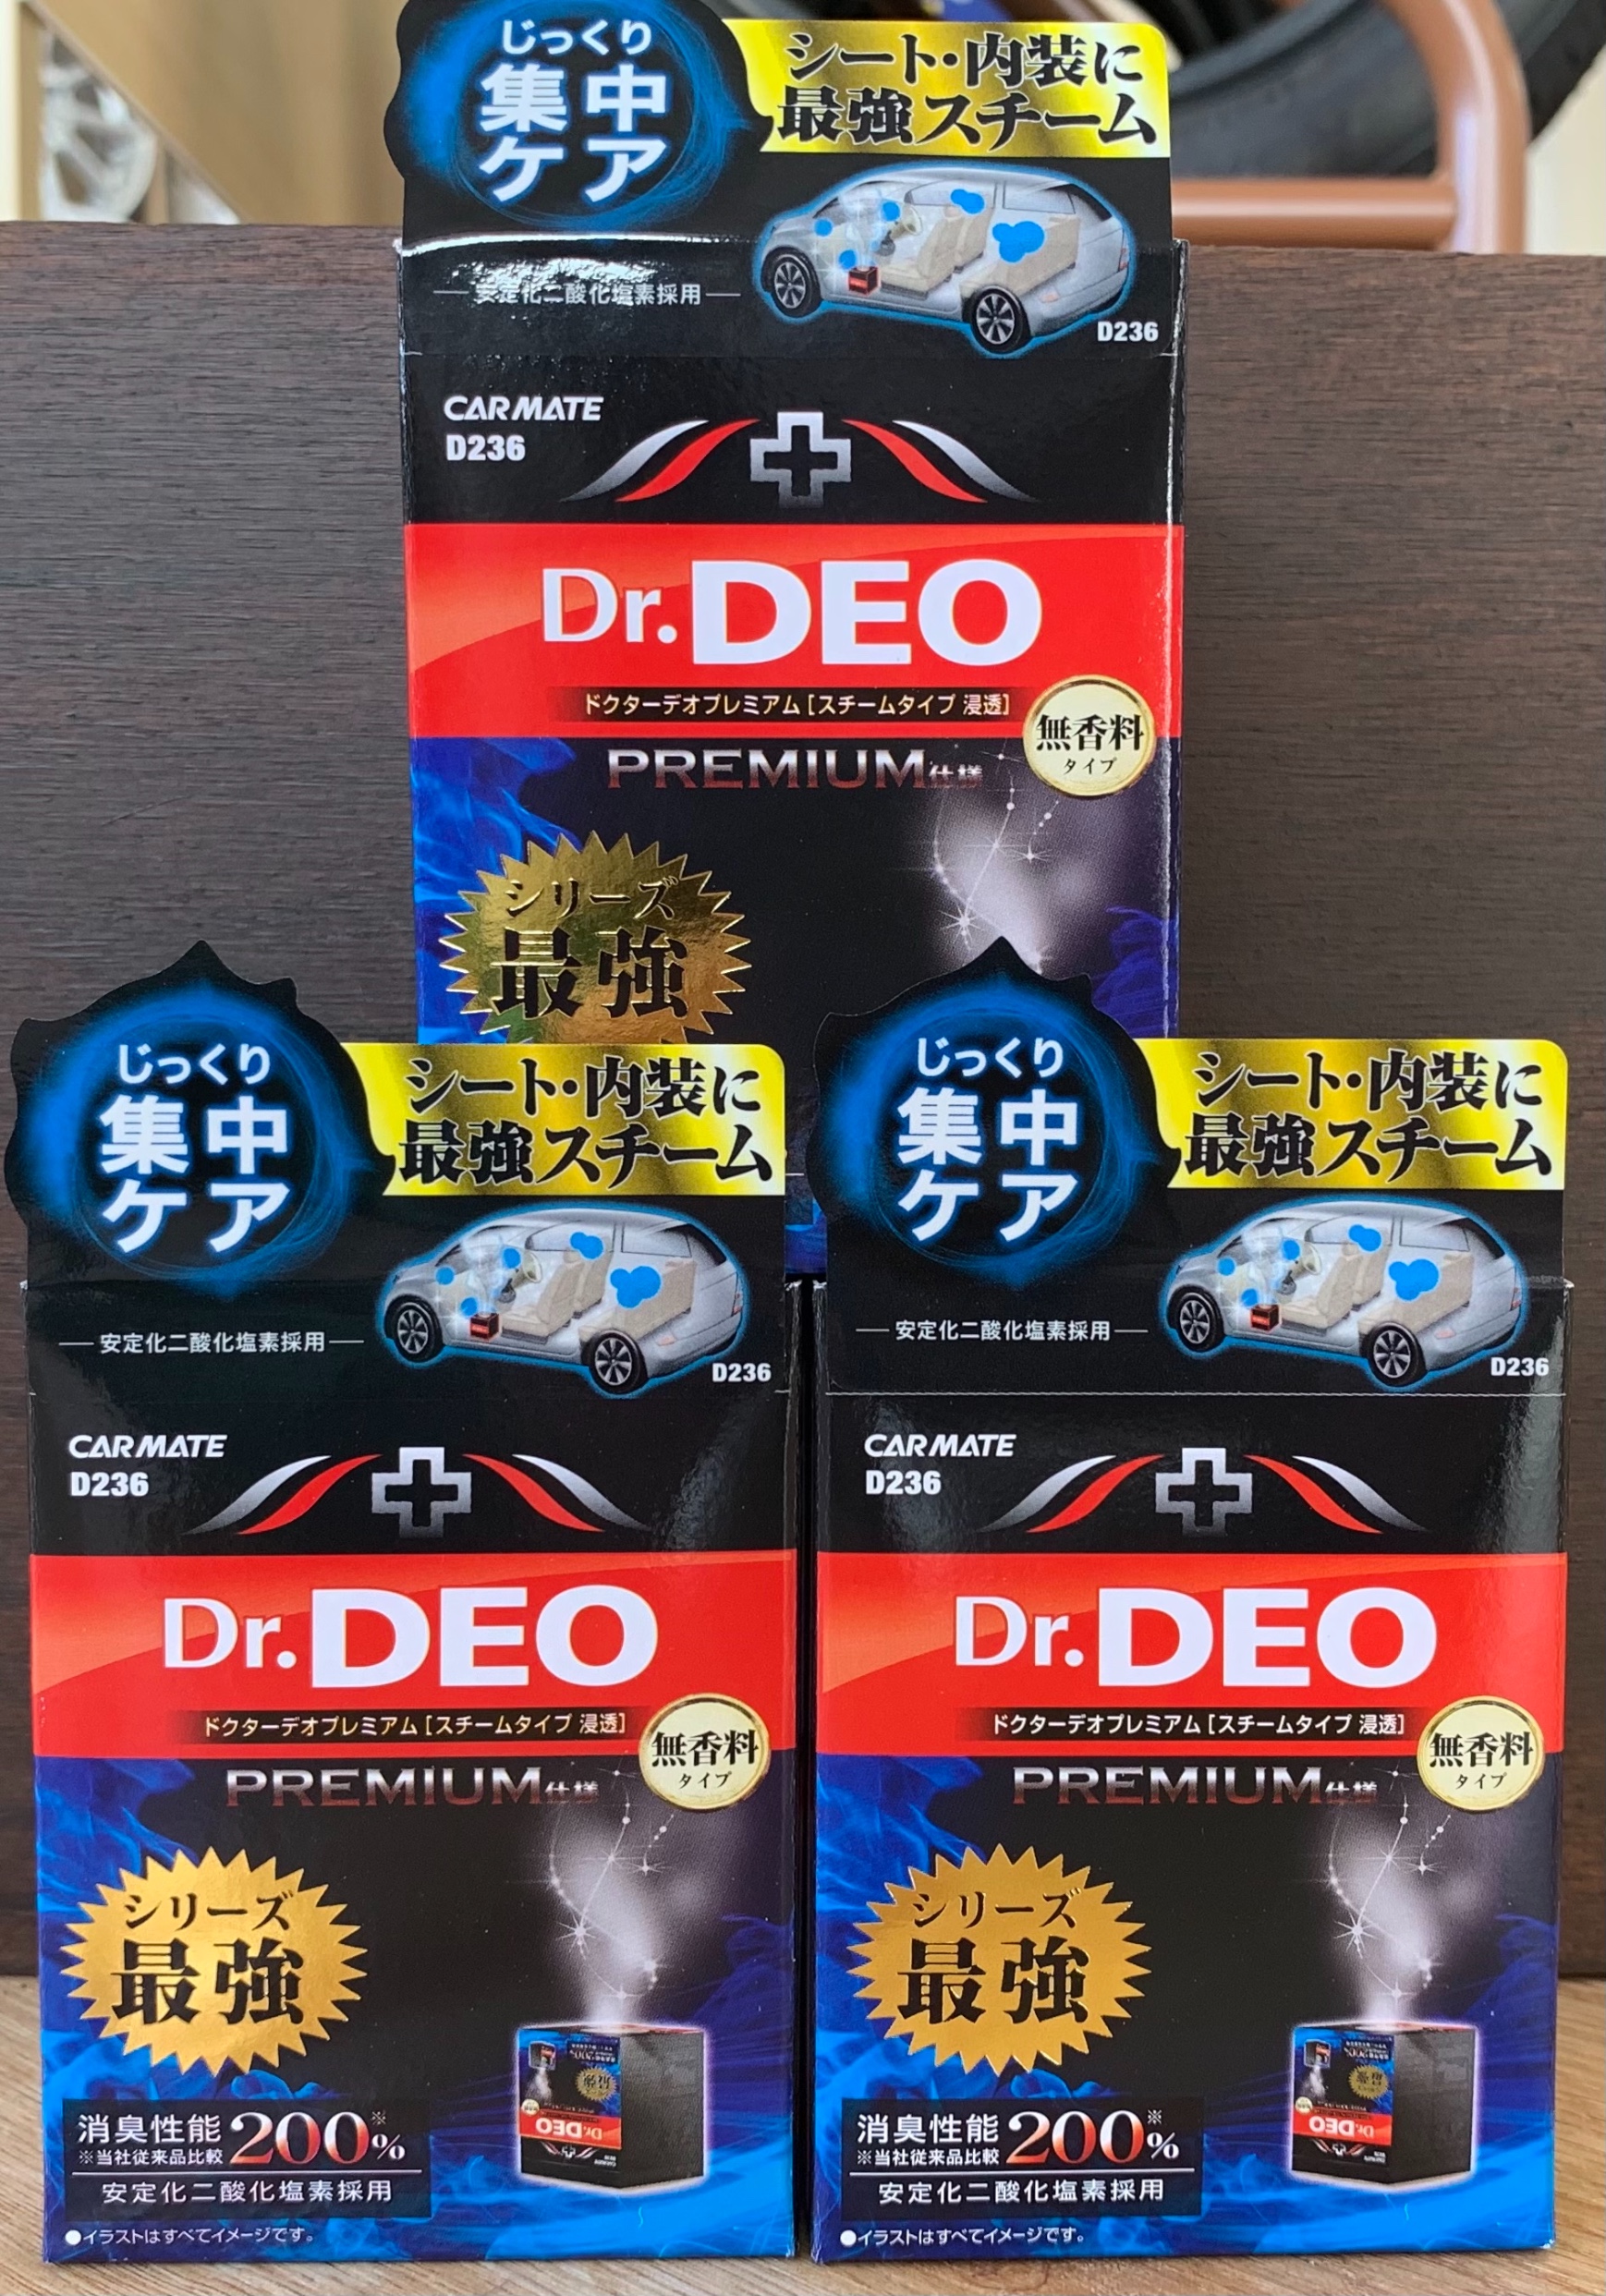 じっくり
集中
ケア
シート・内装に
最強スチーム
安定化二酸化塩素採用
D236
CARMATE
D236
Dr.DEO
ドクターデオプレミアム[スチームタイプ 浸透]
無香料
タイプ
PREMIUM仕様
シリーズ
最強
じっくり
集中
ケア
シート・内装に
最強スチーム
安定化二酸化塩素採用
D236
CARMATE
D236
Dr.DEO
ドクターデオプレミアム[スチームタイプ 浸透]
無香料
タイプ
PREMIUM仕様
シリーズ
最強
Dr.DEO
CARMATE
消臭性能200%※
※当社従来品比較
安定化二酸化塩素採用
●イラストはすべてイメージです。
じっくり
集中
ケア
シート・内装に
最強スチーム
安定化二酸化塩素採用
D236
CARMATE
D236
Dr.DEO
ドクターデオプレミアム[スチームタイプ 浸透]
無香料
タイプ
PREMIUM仕様
シリーズ
最強
Dr.DEO
消臭性能200%※
※当社従来品比較
安定化二酸化塩素採用
●イラストはすべてイメージです。